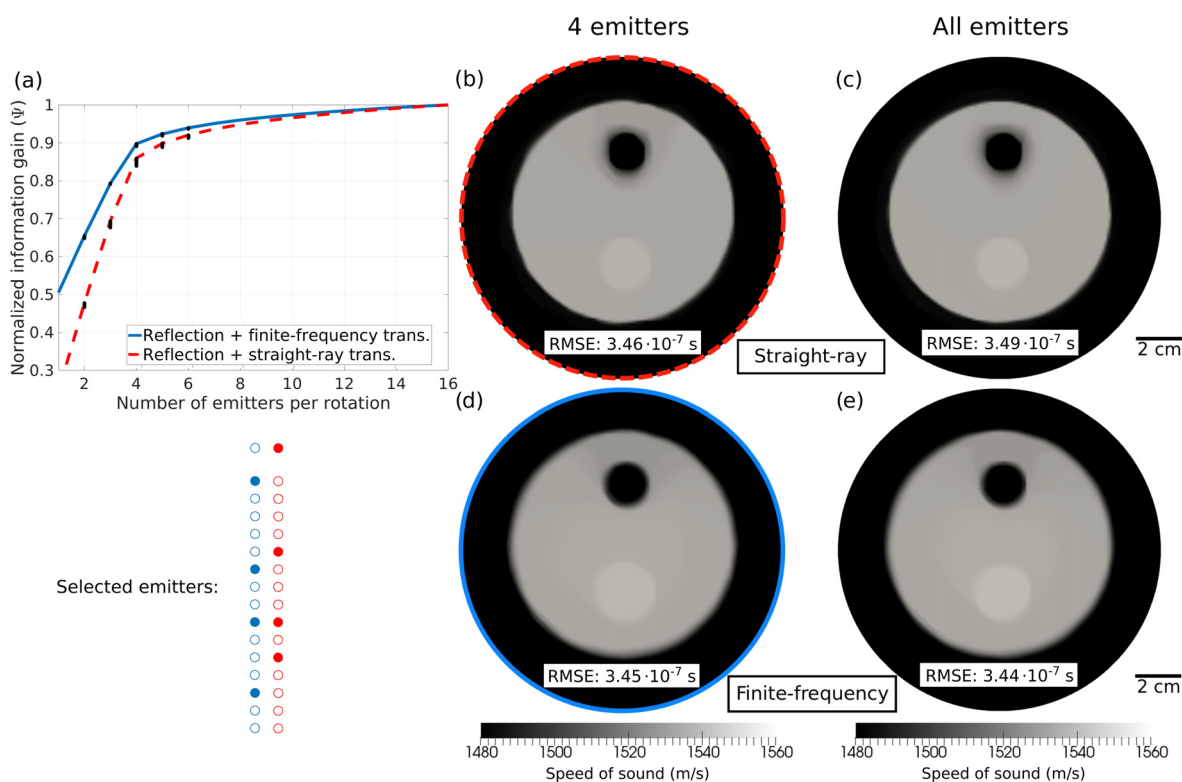 4 emitters
All emitters
(a)
(b)
(c)
Normalized information gain (Ψ)
1
0.9
0.8
0.7
0.6
0.5
0.4
0.3
2
4
6
8
10
12
14
16
Number of emitters per rotation
Reflection + finite-frequency trans.
Reflection + straight-ray trans.
RMSE: 3.46·10⁻⁷ s
Straight-ray
RMSE: 3.49·10⁻⁷ s
2 cm
(d)
(e)
Selected emitters:
RMSE: 3.45·10⁻⁷ s
Finite-frequency
RMSE: 3.44·10⁻⁷ s
2 cm
1480
1500
1520
1540
1560
Speed of sound (m/s)
1480
1500
1520
1540
1560
Speed of sound (m/s)